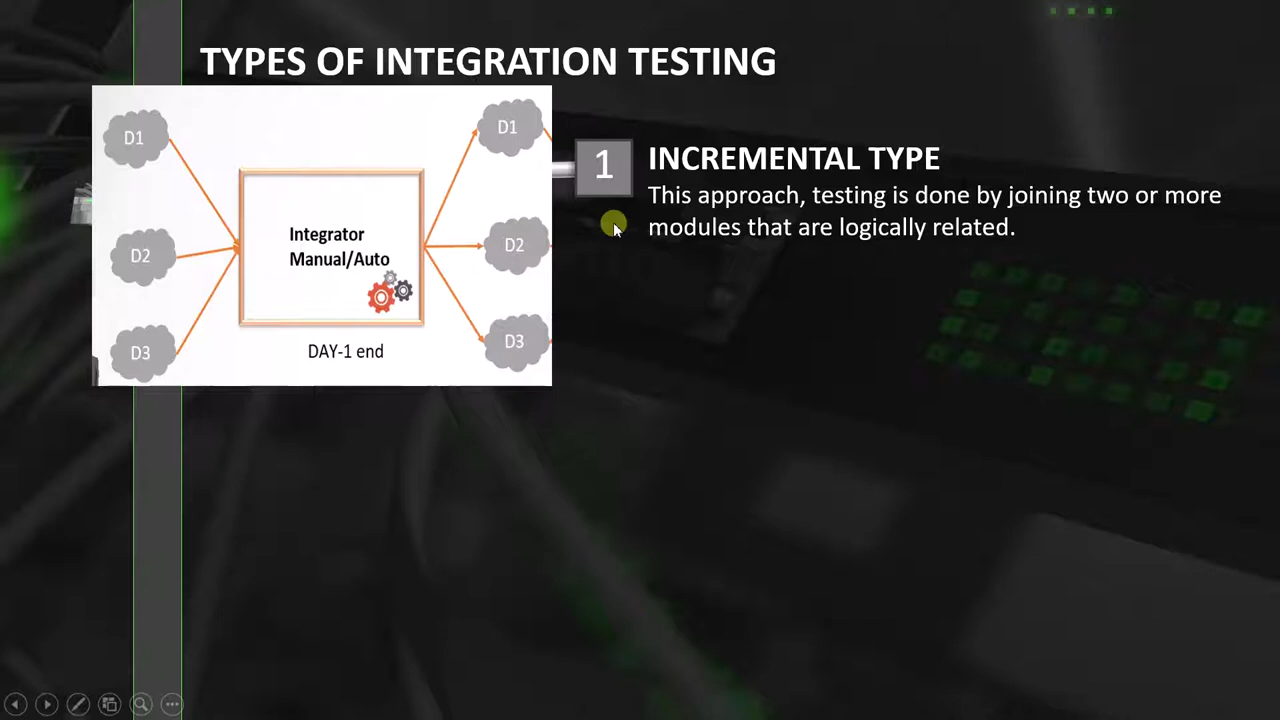 TYPES OF INTEGRATION TESTING
D1
D2
D3
Integrator
Manual/Auto
DAY-1 end
D1
D2
D3
1
INCREMENTAL TYPE
This approach, testing is done by joining two or more
modules that are logically related.